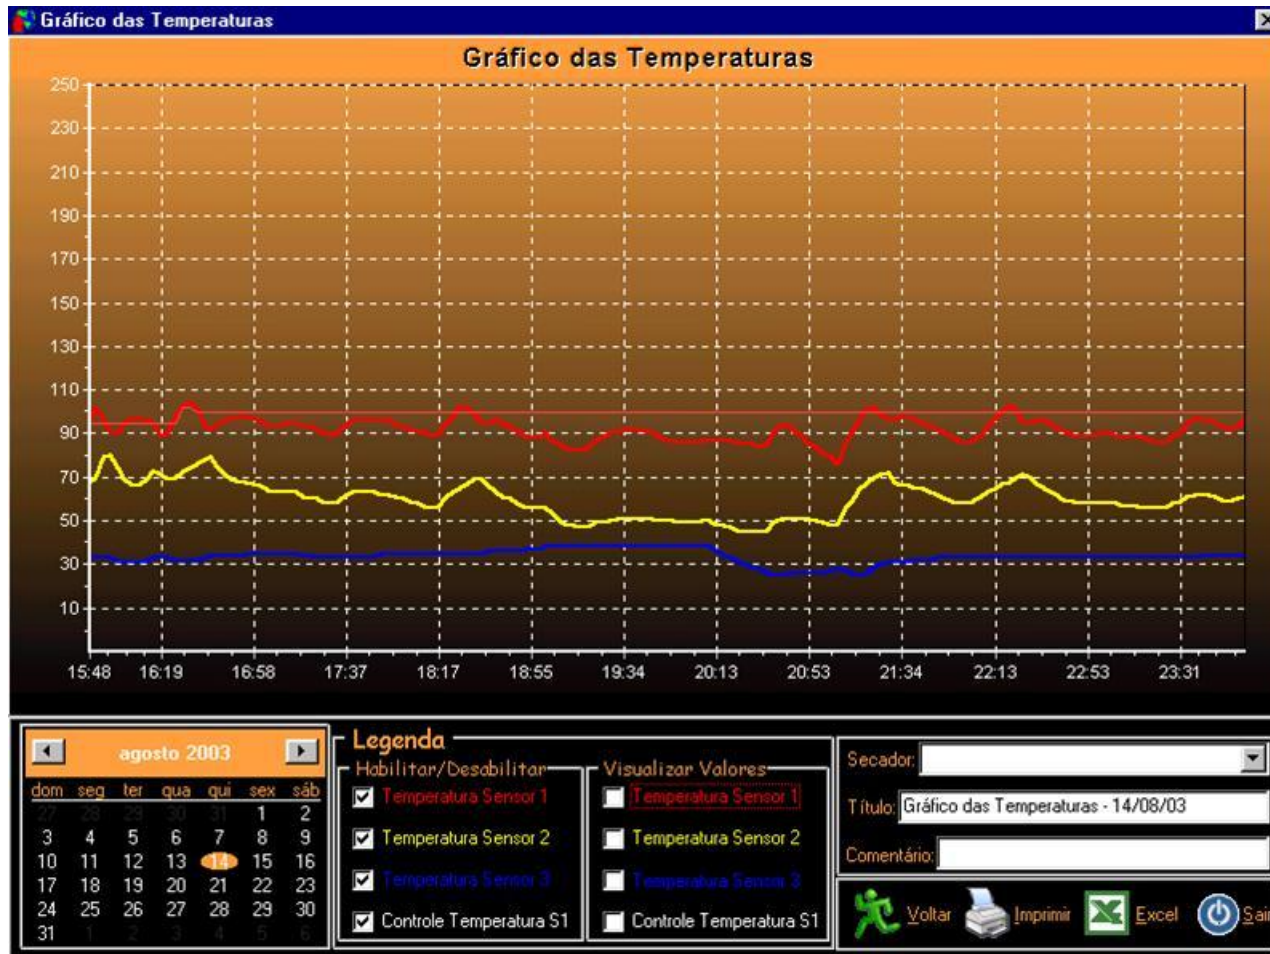 Gráfico das Temperaturas
Gráfico das Temperaturas
250
230
210
190
170
150
130
110
90
70
50
30
10
15:48 16:19 16:58 17:37 18:17 18:55 19:34 20:13 20:53 21:34 22:13 22:53 23:31
agosto 2003
dom seg ter qua qui sex sáb
27 28 29 30 31 1 2
3 4 5 6 7 8 9
10 11 12 13 14 15 16
17 18 19 20 21 22 23
24 25 26 27 28 29 30
31 1 2 3 4 5 6
Legenda
Habilitar/Desabilitar
Temperatura Sensor 1
Temperatura Sensor 2
Temperatura Sensor 3
Controle Temperatura S1
Visualizar Valores
Temperatura Sensor 1
Temperatura Sensor 2
Temperatura Sensor 3
Controle Temperatura S1
Secador:
Título: Gráfico das Temperaturas - 14/08/03
Comentário:
Voltar Imprimir Excel Sair